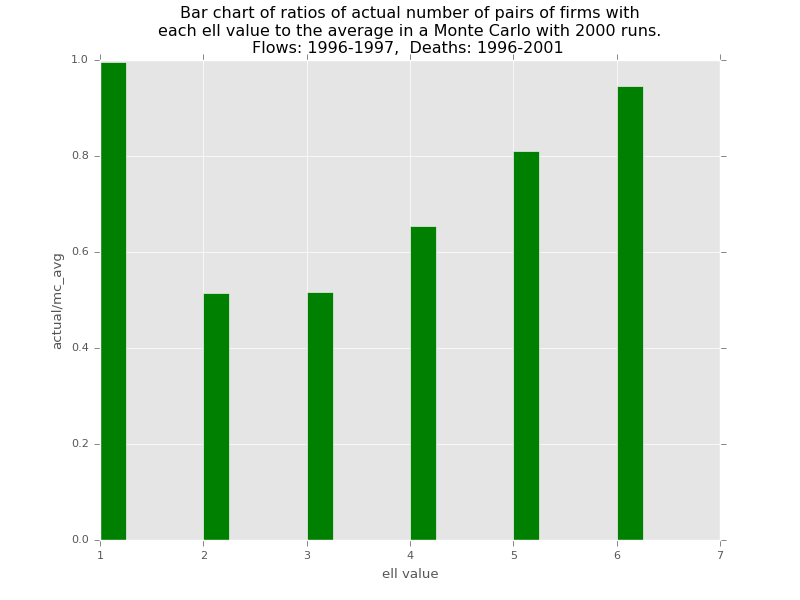 Bar chart of ratios of actual number of pairs of firms with
each ell value to the average in a Monte Carlo with 2000 runs.
Flows: 1996-1997,  Deaths: 1996-2001
1.0
0.8
0.6
0.4
0.2
0.0
actual/mc_avg
1 2 3 4 5 6 7
ell value